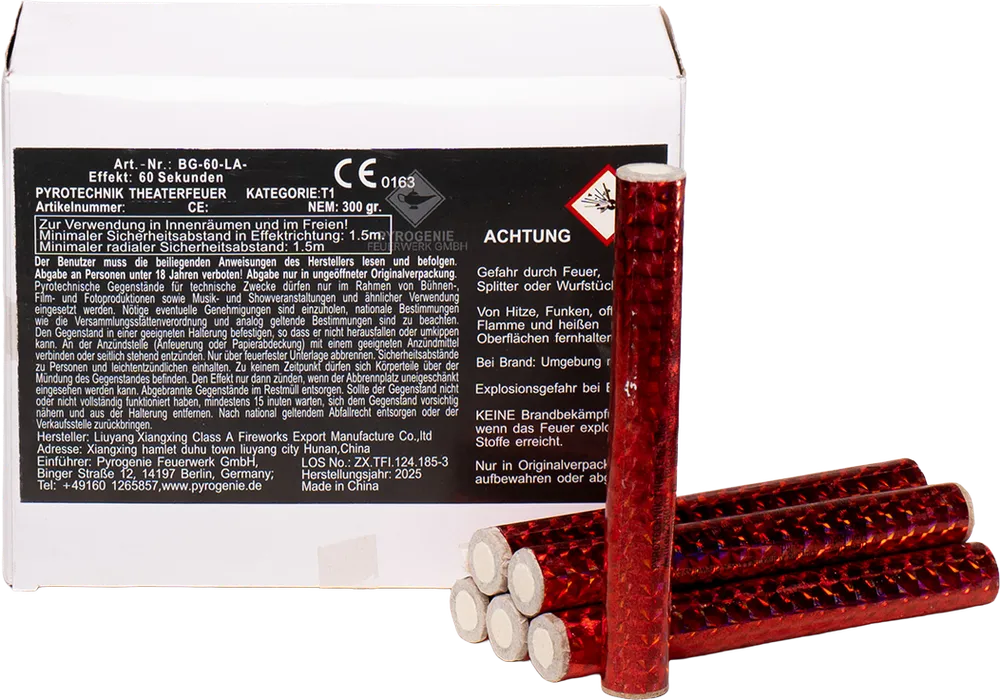 Art.-Nr.: BG-60-LA-
Effekt: 60 Sekunden
PYROTECHNIK THEATERFEUER KATEGORIE:T1
Artikelnummer: CE: NEM: 300 gr.
CE 0163
Zur Verwendung in Innenräumen und im Freien!
Minimaler Sicherheitsabstand in Effektrichtung: 1.5m.
Minimaler radialer Sicherheitsabstand: 1.5m
PYROGENIE
FEUERWERK GMBH
Der Benutzer muss die beiliegenden Anweisungen des Herstellers lesen und befolgen.
Abgabe an Personen unter 18 Jahren verboten! Abgabe nur in ungeöffneter Originalverpackung.
Pyrotechnische Gegenstände für technische Zwecke dürfen nur im Rahmen von Bühnen-,
Film- und Fotoproduktionen sowie Musik- und Showveranstaltungen und ähnlicher Verwendung
eingesetzt werden. Nötige eventuelle Genehmigungen sind einzuholen, nationale Bestimmungen
wie die Versammlungsstättenverordnung und analog geltende Bestimmungen sind zu beachten.
Den Gegenstand in einer geeigneten Halterung befestigen, so dass er nicht herausfallen oder umkippen
kann. An der Anzündstelle (Anfeuerung oder Papierabdeckung) mit einem geeigneten Anzündmittel
verbinden oder seitlich stehend entzünden. Nur über feuerfester Unterlage abbrennen. Sicherheitsabstände
zu Personen und leichtentzündlichen einhalten. Zu keinem Zeitpunkt dürfen sich Körperteile über der
Mündung des Gegenstandes befinden. Den Effekt nur dann zünden, wenn der Abbrennplatz uneigeschänkt
eingesehen werden kann. Abgebrannte Gegenstände im Restmüll entsorgen. Sollte der Gegenstand nicht
oder nicht vollständig funktioniert haben, mindestens 15 inuten warten, sich dem Gegenstand vorsichtig
nähern und aus der Halterung entfernen. Nach national geltendem Abfallrecht entsorgen oder der
Verkaufsstelle zurückbringen.
Hersteller: Liuyang Xiangxing Class A Fireworks Export Manufacture Co.,ltd
Adresse: Xiangxing hamlet duho town liuyang city Hunan,China
Einführer: Pyrogenie Feuerwerk GmbH,
Binger Straße 12, 14197 Berlin, Germany;
Tel: +49160 1265857,www.pyrogenie.de
LOS No.: ZX.TFI.124.185-3
Herstellungsjahr: 2025
Made in China
ACHTUNG
Gefahr durch Feuer,
Splitter oder Wurfstüc
Von Hitze, Funken, off
Flamme und heißen
Oberflächen fernhalten
Bei Brand: Umgebung
Explosionsgefahr bei
KEINE Brandbekämpf
wenn das Feuer explo
Stoffe erreicht.
Nur in Originalverpack
aufbewahren oder abg